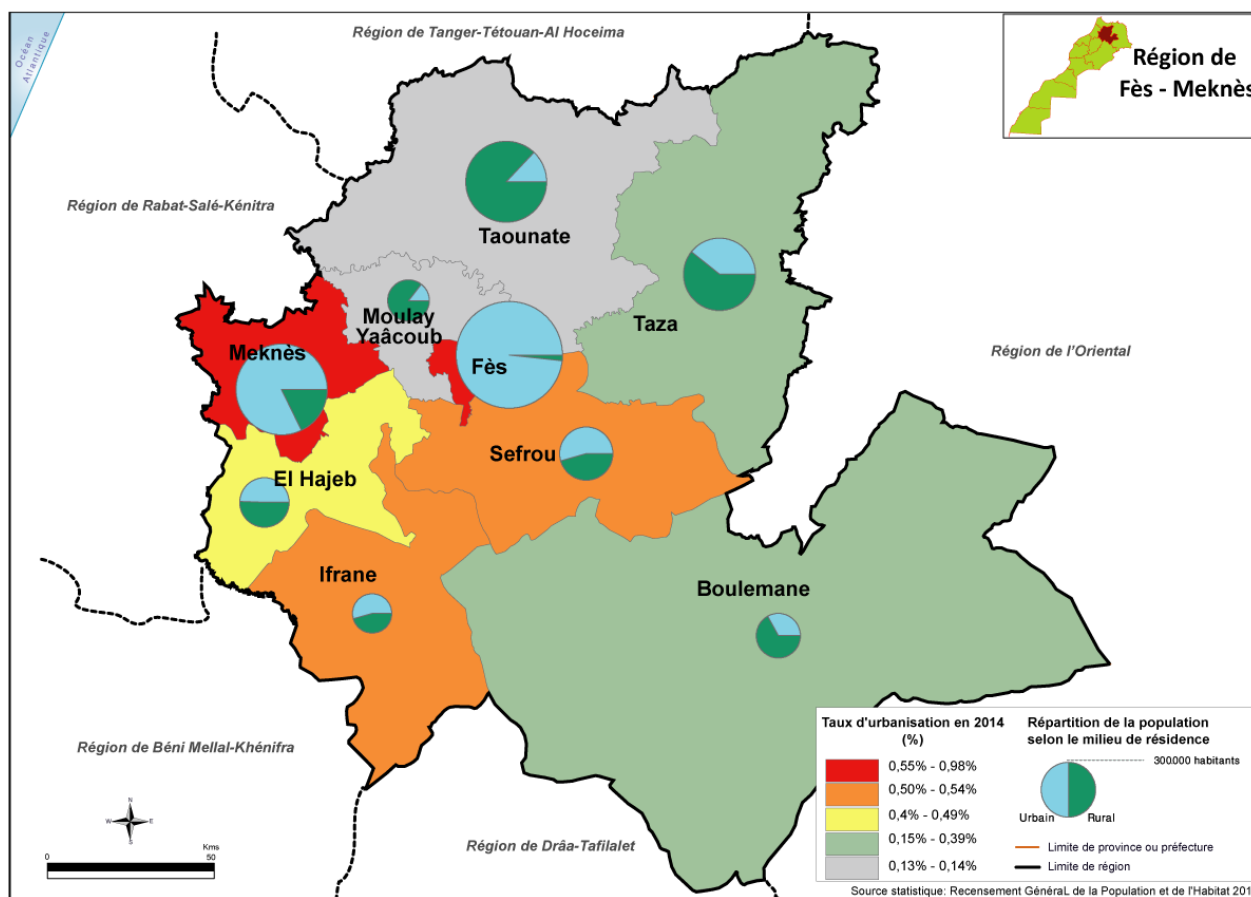 Océan
Atlantique
Région de Tanger-Tétouan-Al Hoceima
Région de
Fès - Meknès
Région de Rabat-Salé-Kénitra
Taounate
Moulay
Yaâcoub
Taza
Meknès
Fès
Région de l'Oriental
Sefrou
El Hajeb
Ifrane
Boulemane
Région de Béni Mellal-Khénifra
Région de Drâa-Tafilalet
N
W E
S
Kms
0 50
Taux d'urbanisation en 2014
(%)
0,55% - 0,98%
0,50% - 0,54%
0,4% - 0,49%
0,15% - 0,39%
0,13% - 0,14%
Répartition de la population
selon le milieu de résidence
300000 habitants
Urbain Rural
Limite de province ou préfecture
Limite de région
Source statistique: Recensement GénéraL de la Population et de l'Habitat 201